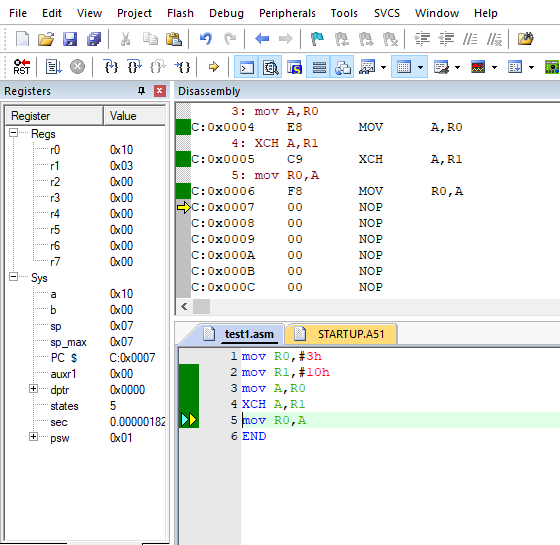 File Edit View Project Flash Debug Peripherals Tools SVCS Window Help
RST
Registers
Register Value
Regs
r0 0x10
r1 0x03
r2 0x00
r3 0x00
r4 0x00
r5 0x00
r6 0x00
r7 0x00
Sys
a 0x10
b 0x00
sp 0x07
sp_max 0x07
PC $ C:0x0007
auxr1 0x00
dptr 0x0000
states 5
sec 0.00000182
psw 0x01
Disassembly
3: mov A,R0
C:0x0004 E8 MOV A,R0
4: XCH A,R1
C:0x0005 C9 XCH A,R1
5: mov R0,A
C:0x0006 F8 MOV R0,A
C:0x0007 00 NOP
C:0x0008 00 NOP
C:0x0009 00 NOP
C:0x000A 00 NOP
C:0x000B 00 NOP
C:0x000C 00 NOP
test1.asm STARTUP.A51
1 mov R0,#3h
2 mov R1,#10h
3 mov A,R0
4 XCH A,R1
5 mov R0,A
6 END